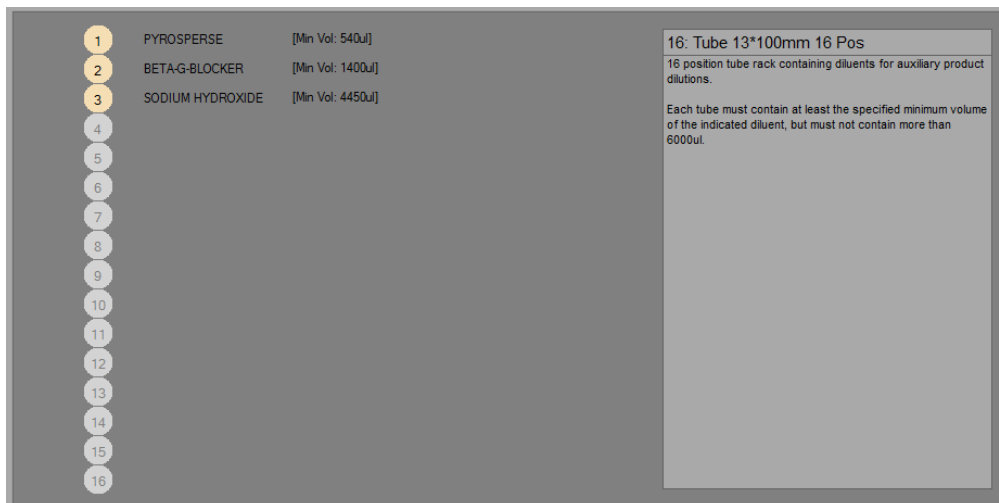 1 PYROSPERSE [Min Vol: 540ul]
2 BETA-G-BLOCKER [Min Vol: 1400ul]
3 SODIUM HYDROXIDE [Min Vol: 4450ul]
4
5
6
7
8
9
10
11
12
13
14
15
16
16: Tube 13*100mm 16 Pos
16 position tube rack containing diluents for auxiliary product
dilutions.
Each tube must contain at least the specified minimum volume
of the indicated diluent, but must not contain more than
6000ul.